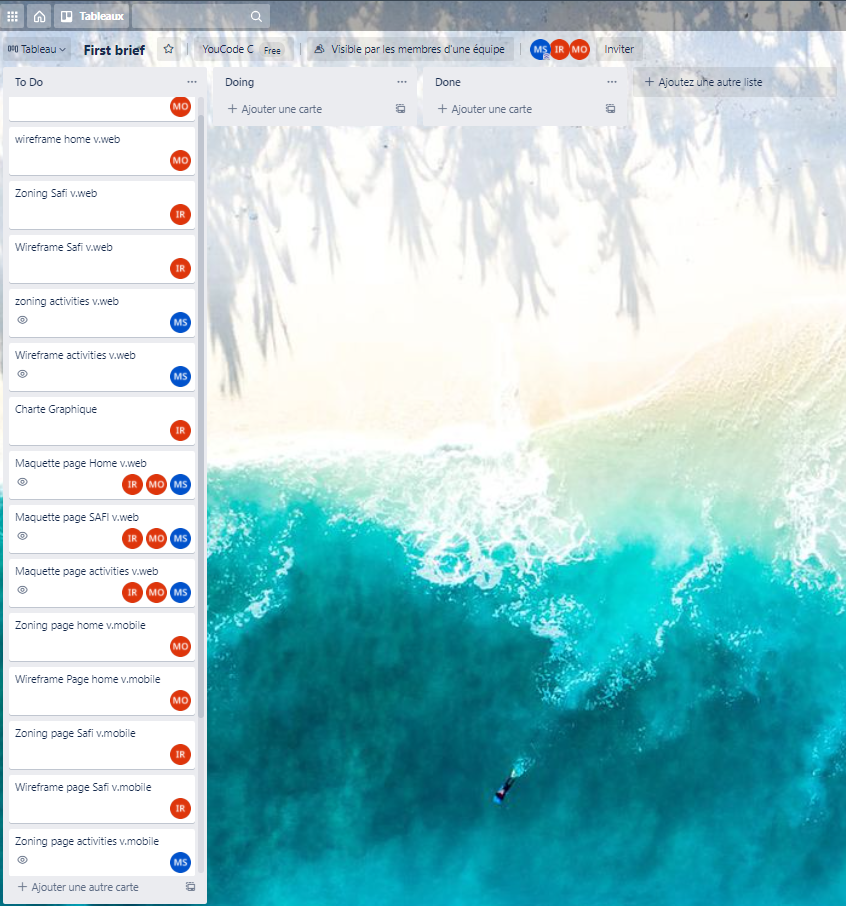 Tableaux
Tableau
First brief
YouCode C
Free
Visible par les membres d'une équipe
MS
IR
MO
Inviter
To Do
MO
wireframe home v.web
MO
Zoning Safi v.web
IR
Wireframe Safi v.web
IR
zoning activities v.web
MS
Wireframe activities v.web
MS
Charte Graphique
IR
Maquette page Home v.web
IR MO MS
Maquette page SAFI v.web
IR MO MS
Maquette page activities v.web
IR MO MS
Zoning page home v.mobile
MO
Wireframe Page home v.mobile
MO
Zoning page Safi v.mobile
IR
Wireframe page Safi v.mobile
IR
Zoning page activities v.mobile
MS
+ Ajouter une autre carte
Doing
+ Ajouter une carte
Done
+ Ajouter une carte
+ Ajoutez une autre liste